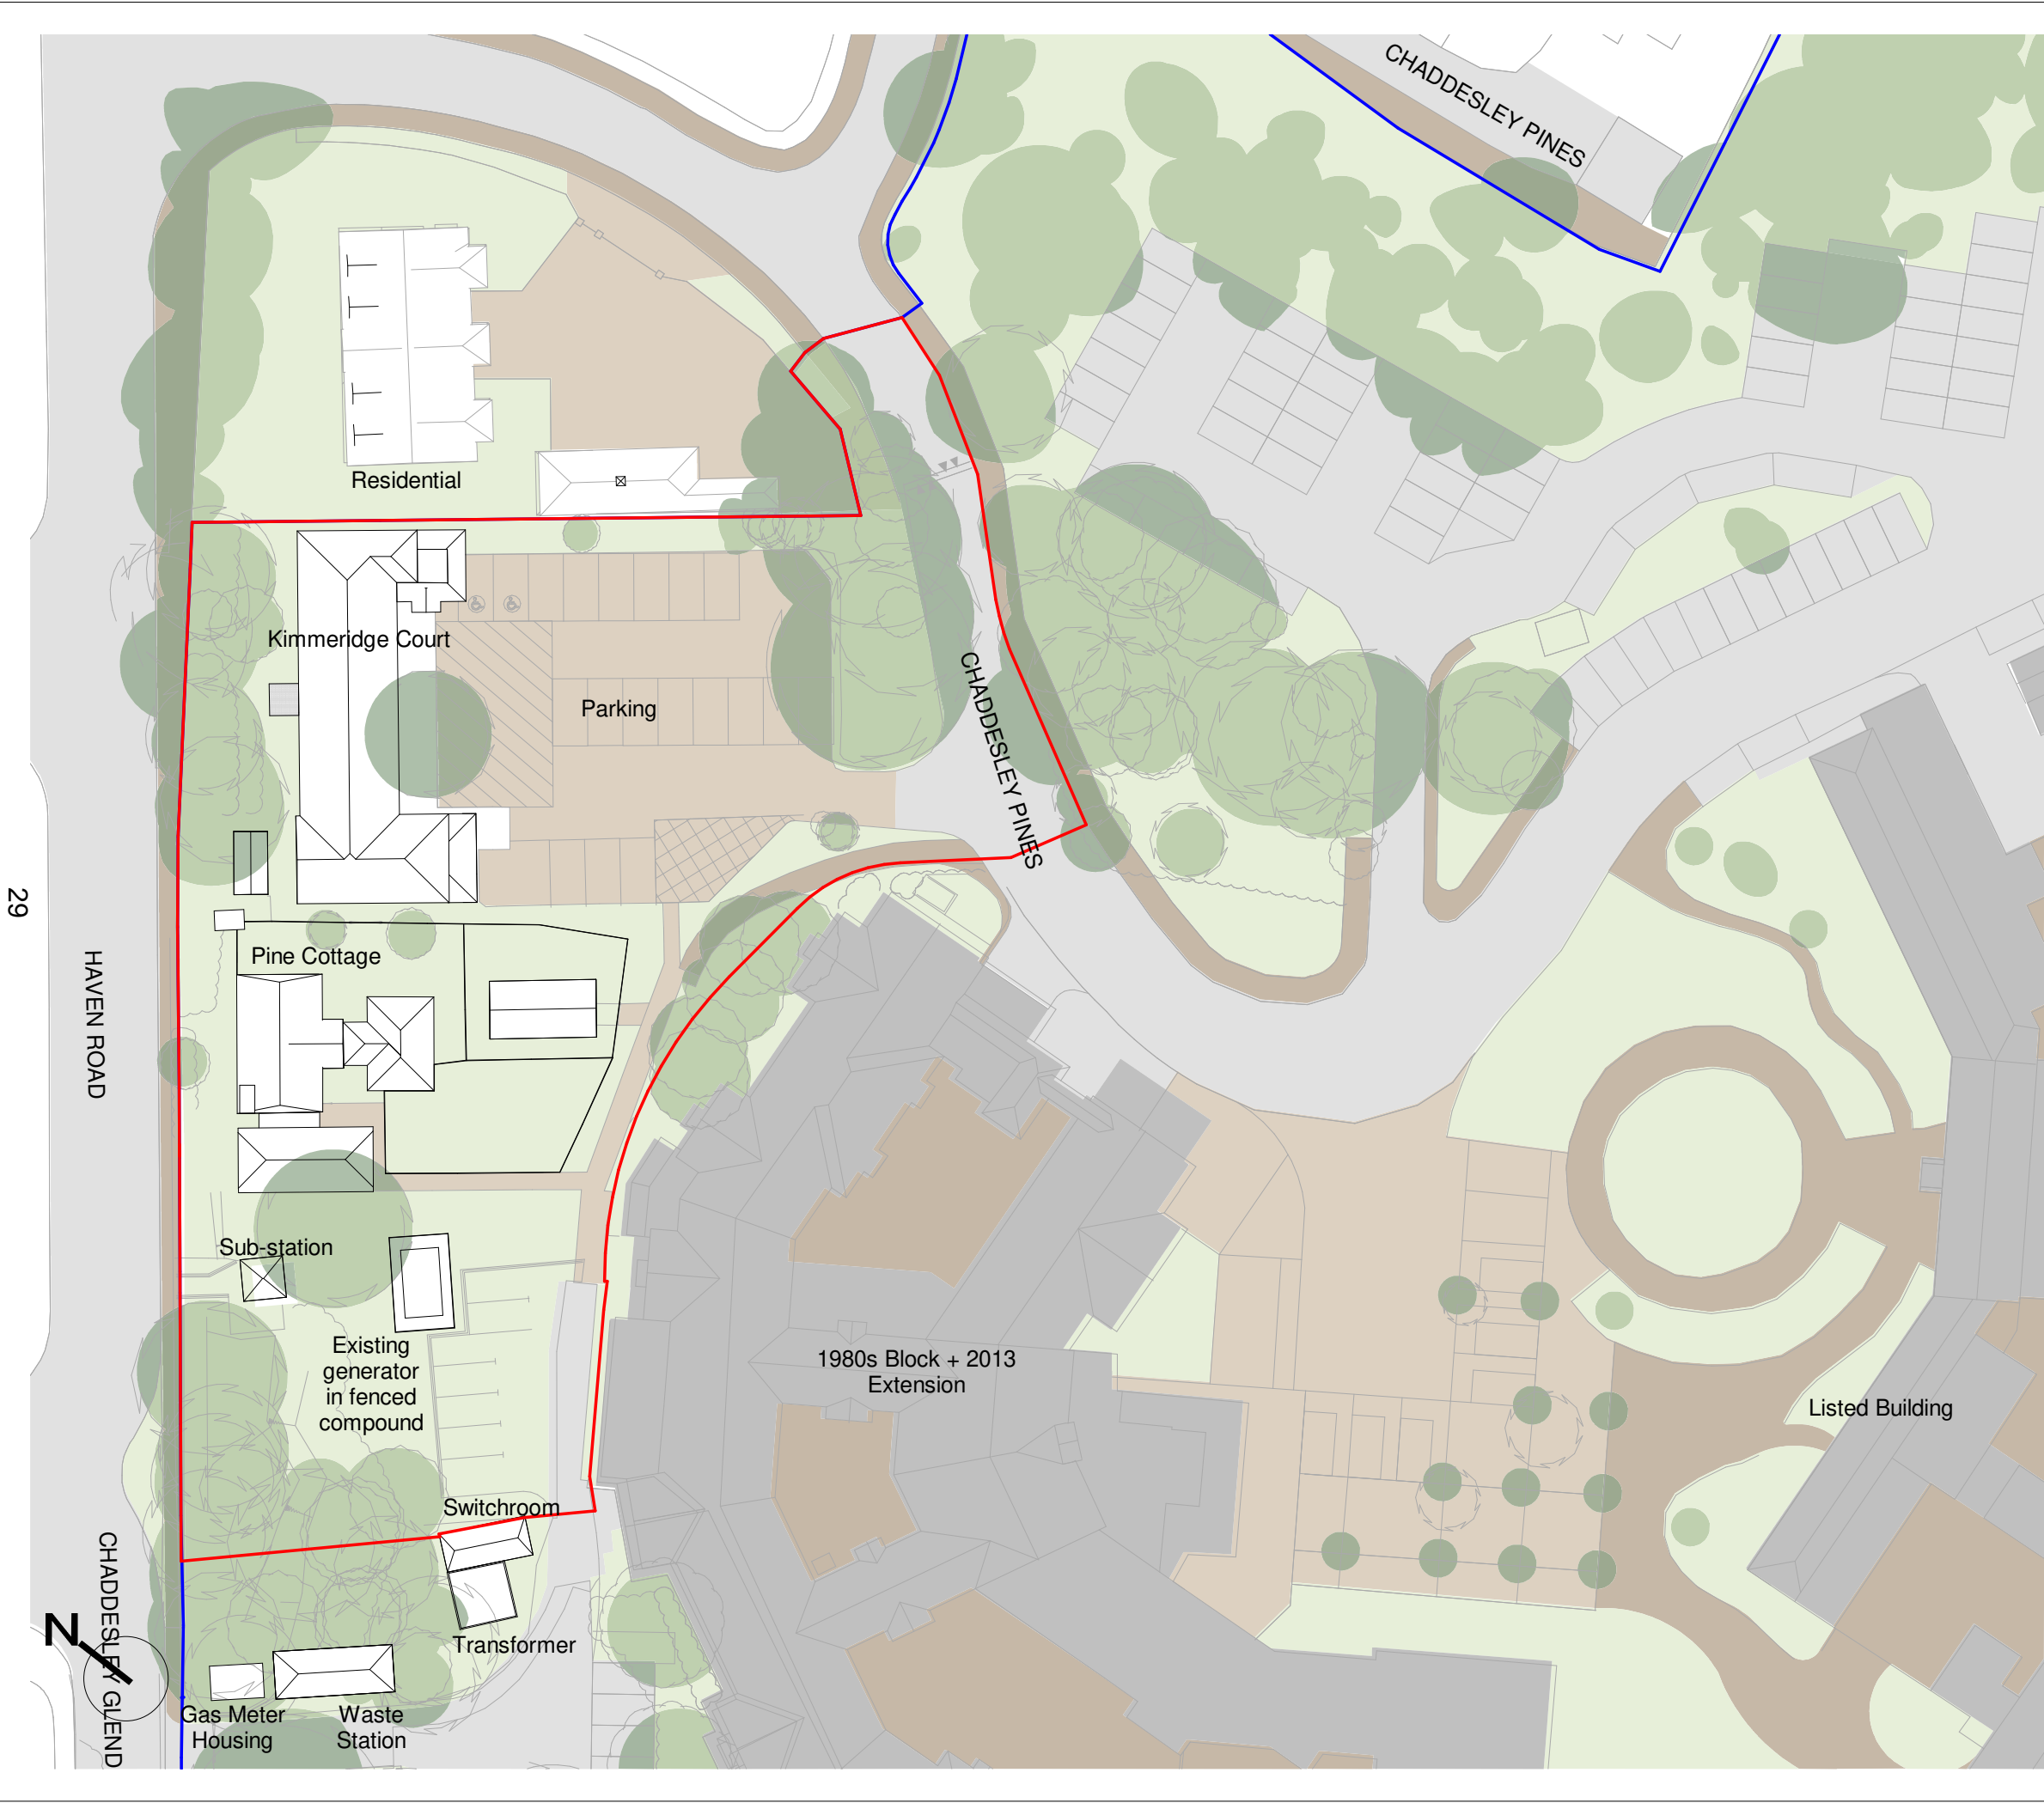 CHADDESLEY PINES
Residential
Kimmeridge Court
Parking
CHADDESLEY PINES
29
HAVEN ROAD
Pine Cottage
Sub-station
Existing
generator
in fenced
compound
1980s Block + 2013
Extension
Listed Building
Switchroom
Transformer
N
CHADDESLEY GLEND
Gas Meter
Housing
Waste
Station